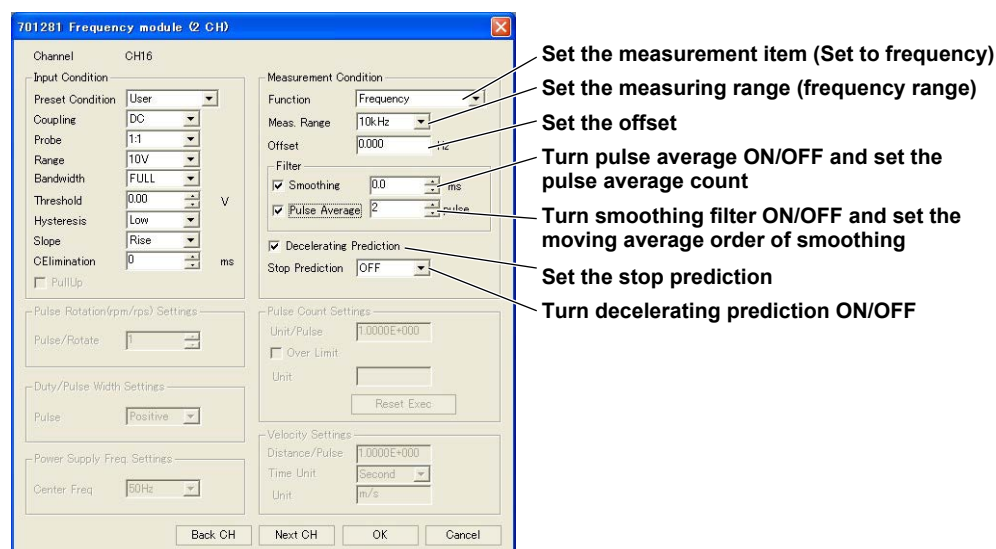 701281 Frequency module (2 CH)
Channel CH16
Input Condition
Preset Condition User
Coupling DC
Probe 1:1
Range 10V
Bandwidth FULL
Threshold 0.00 V
Hysteresis Low
Slope Rise
CElimination 0 ms
PullUp
Pulse Rotation(rpm/rps) Settings
Pulse/Rotate 1
Duty/Pulse Width Settings
Pulse Positive
Power Supply Freq. Settings
Center Freq 50Hz
Measurement Condition
Function Frequency
Meas. Range 10kHz
Offset 0.000 Hz
Filter
Smoothing 0.0 ms
Pulse Average 2 pulse
Decelerating Prediction
Stop Prediction OFF
Pulse Count Settings
Unit/Pulse 1.0000E+000
Over Limit
Unit
Reset Exec
Velocity Settings
Distance/Pulse 1.0000E+000
Time Unit Second
Unit m/s
Back CH Next CH OK Cancel
Set the measurement item (Set to frequency)
Set the measuring range (frequency range)
Set the offset
Turn pulse average ON/OFF and set the
pulse average count
Turn smoothing filter ON/OFF and set the
moving average order of smoothing
Set the stop prediction
Turn decelerating prediction ON/OFF